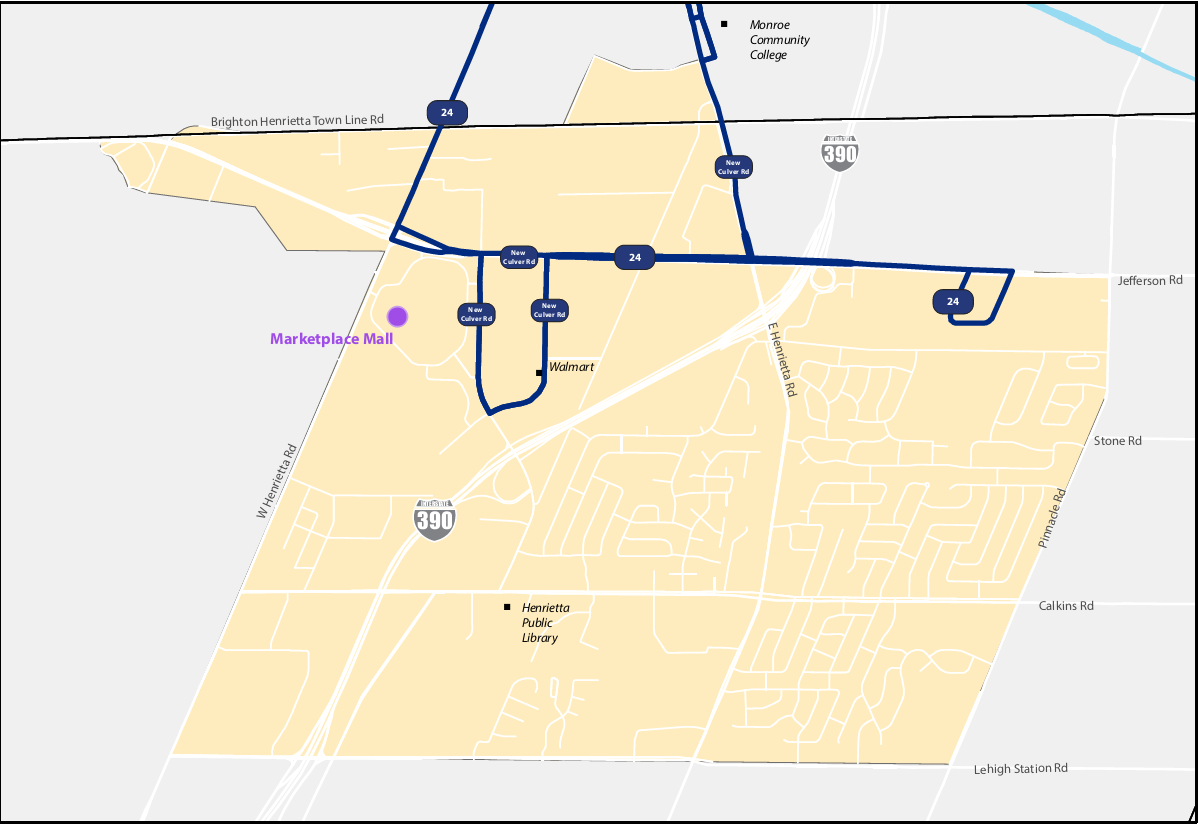 Monroe
Community
College
24
Brighton Henrietta Town Line Rd
INTERSTATE
390
New
Culver Rd
New
Culver Rd
24
Jefferson Rd
24
New
Culver Rd
New
Culver Rd
Marketplace Mall
Walmart
E Henrietta Rd
Stone Rd
W Henrietta Rd
INTERSTATE
390
Pinnacle Rd
Henrietta
Public
Library
Calkins Rd
Lehigh Station Rd